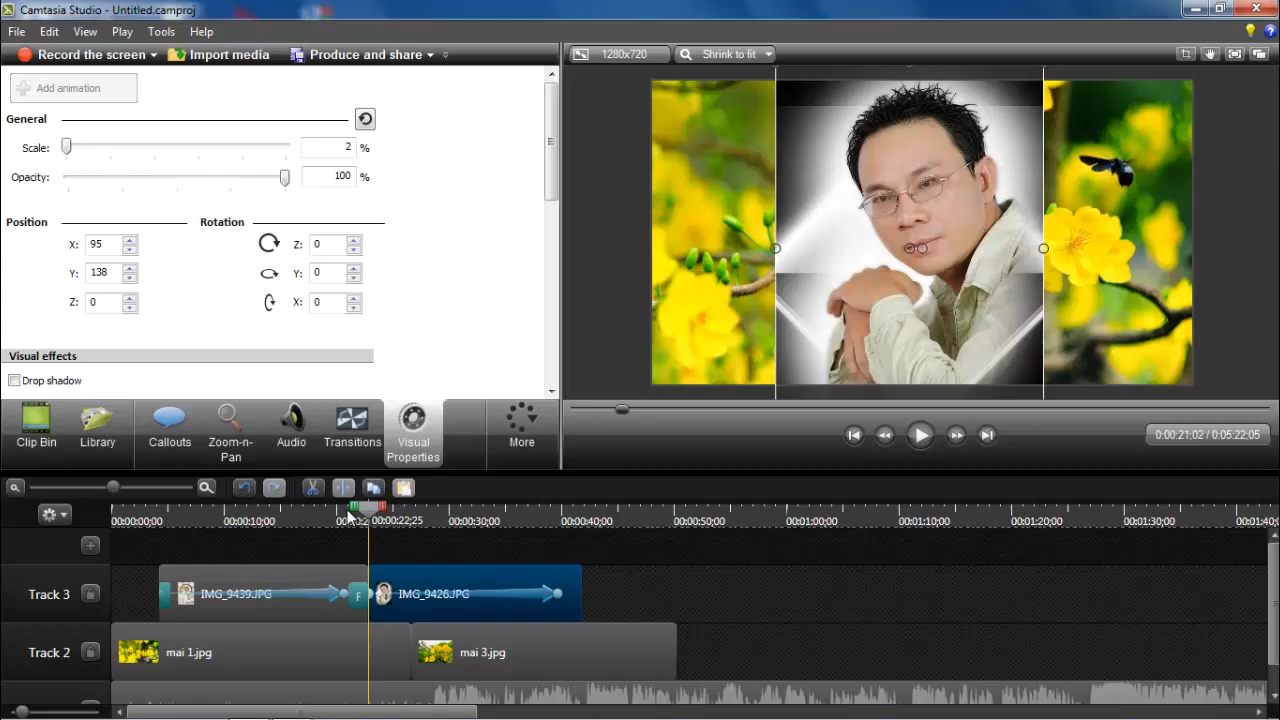 Camtasia Studio - Untitled.camproj
File Edit View Play Tools Help
Record the screen Import media Produce and share 1280x720 Shrink to fit
Add animation
General
Scale: 2 %
Opacity: 100 %
Position Rotation
X: 95 Z: 0
Y: 138 Y: 0
Z: 0 X: 0
Visual effects
Drop shadow
Clip Bin Library Callouts Zoom-n-Pan Audio Transitions Visual Properties More
0:00:21;02 / 0:05:22;05
00:00:00;00 00:00:10;00 00:00:22;25 00:00:30;00 00:00:40;00 00:00:50;00 00:01:00;00 00:01:10;00 00:01:20;00 00:01:30;00
Track 3 IMG_9439.JPG F IMG_9426.JPG
Track 2 mai 1.jpg mai 3.jpg